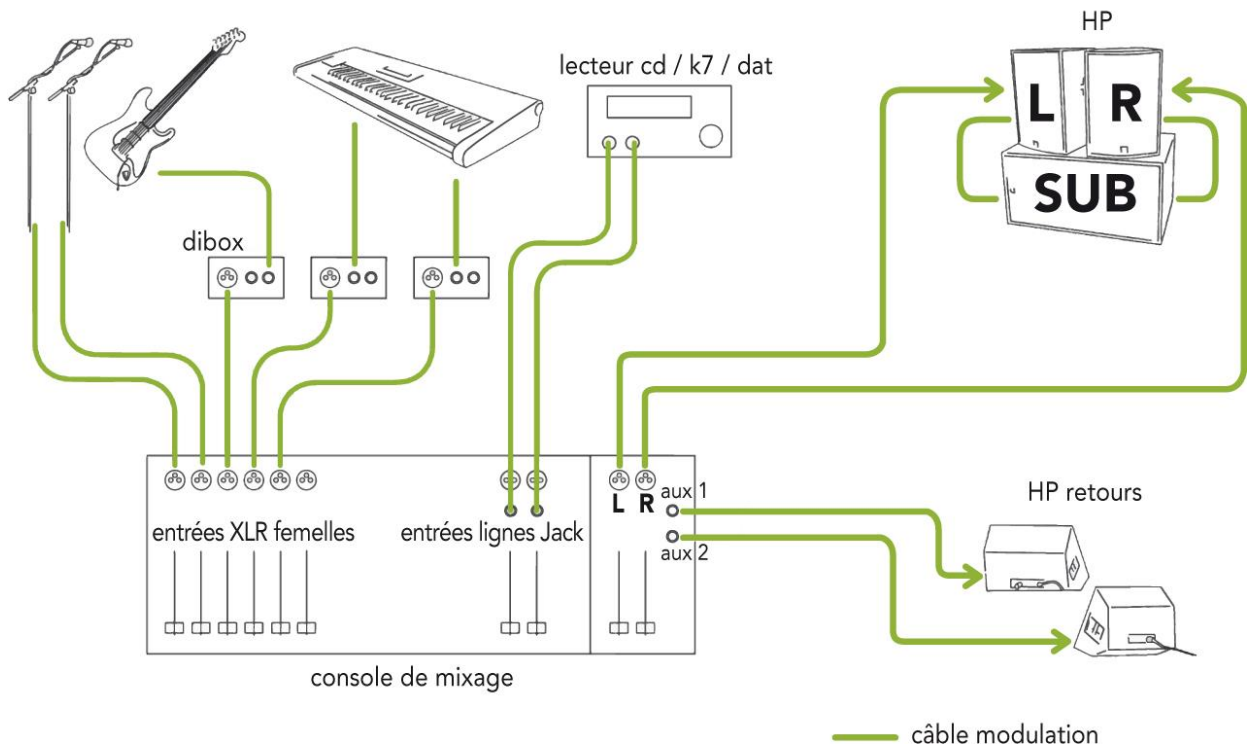 HP
lecteur cd / k7 / dat
L R
SUB
dibox
L R
aux 1
entrées XLR femelles
entrées lignes Jack
aux 2
HP retours
console de mixage
câble modulation